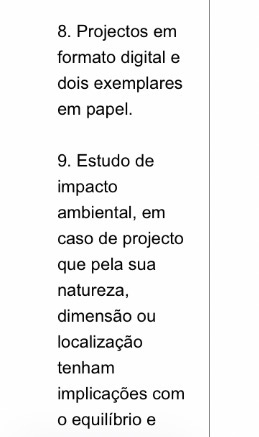 8. Projectos em
formato digital e
dois exemplares
em papel.
9. Estudo de
impacto
ambiental, em
caso de projecto
que pela sua
natureza,
dimensão ou
localização
tenham
implicações com
o equilíbrio e